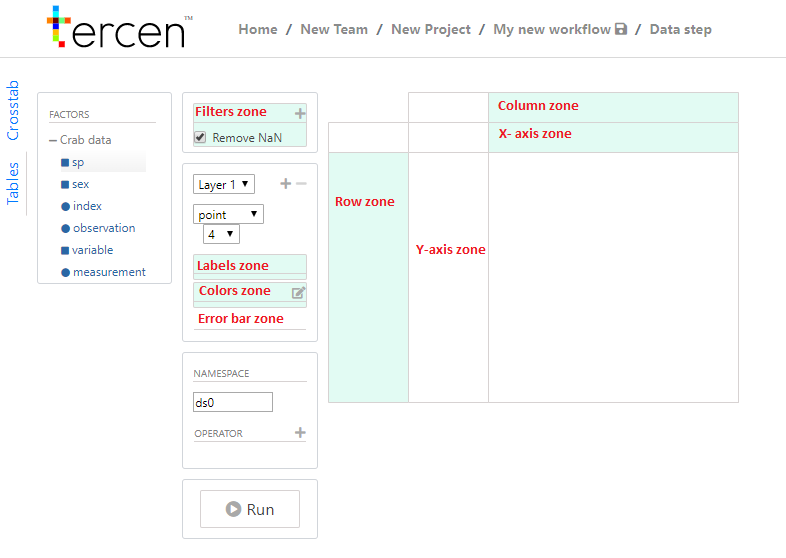 tercen™
Home / New Team / New Project / My new workflow / Data step
Crosstab
Tables
FACTORS
Crab data
sp
sex
index
observation
variable
measurement
Filters zone
Remove NaN
Layer 1
point
4
Labels zone
Colors zone
Error bar zone
NAMESPACE
ds0
OPERATOR
Run
Column zone
X- axis zone
Row zone
Y-axis zone